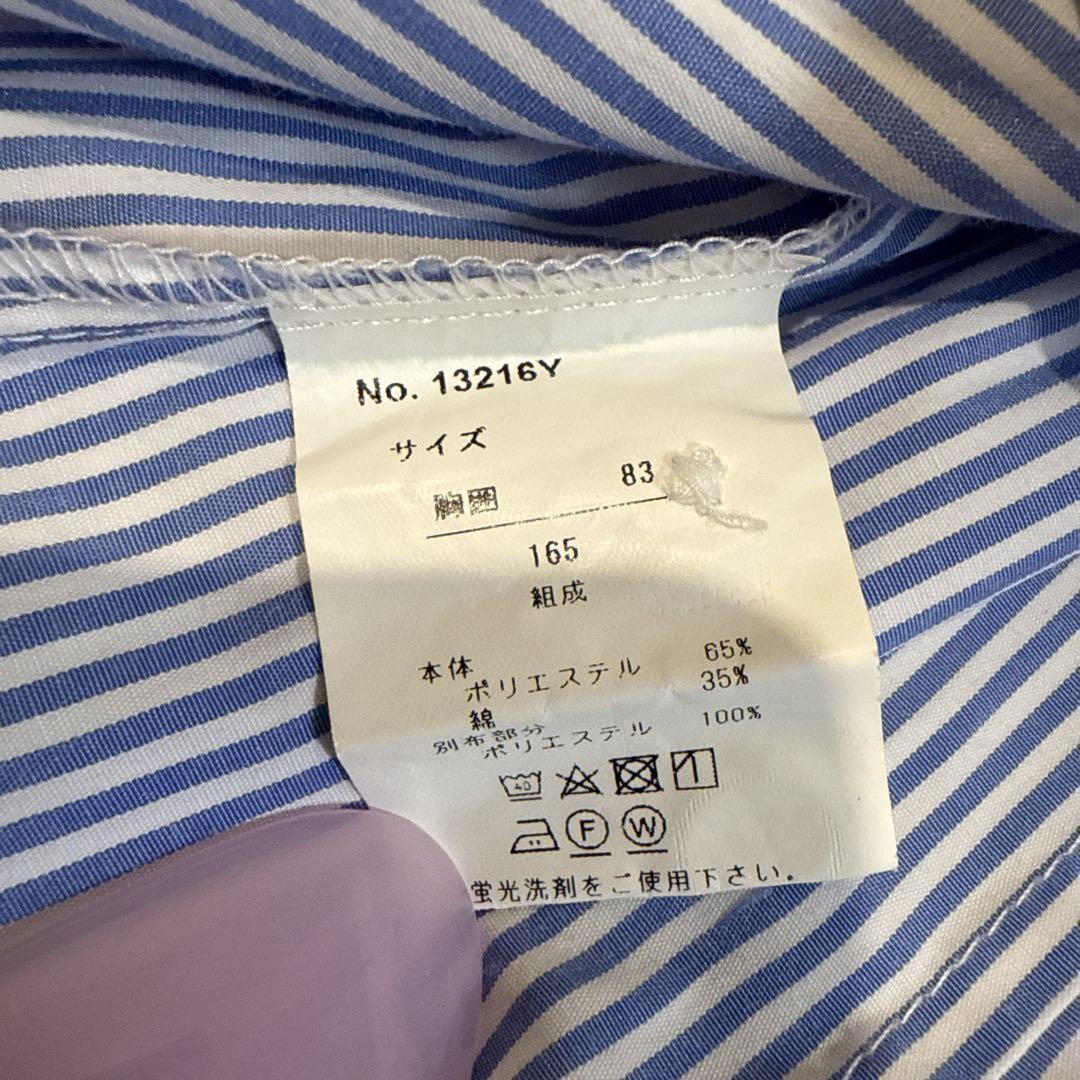 No. 13216Y
サイズ
胸囲 83
165
組成
本体
ポリエステル 65%
綿 35%
別布部分
ポリエステル 100%
40
F W
蛍光洗剤をご使用下さい。